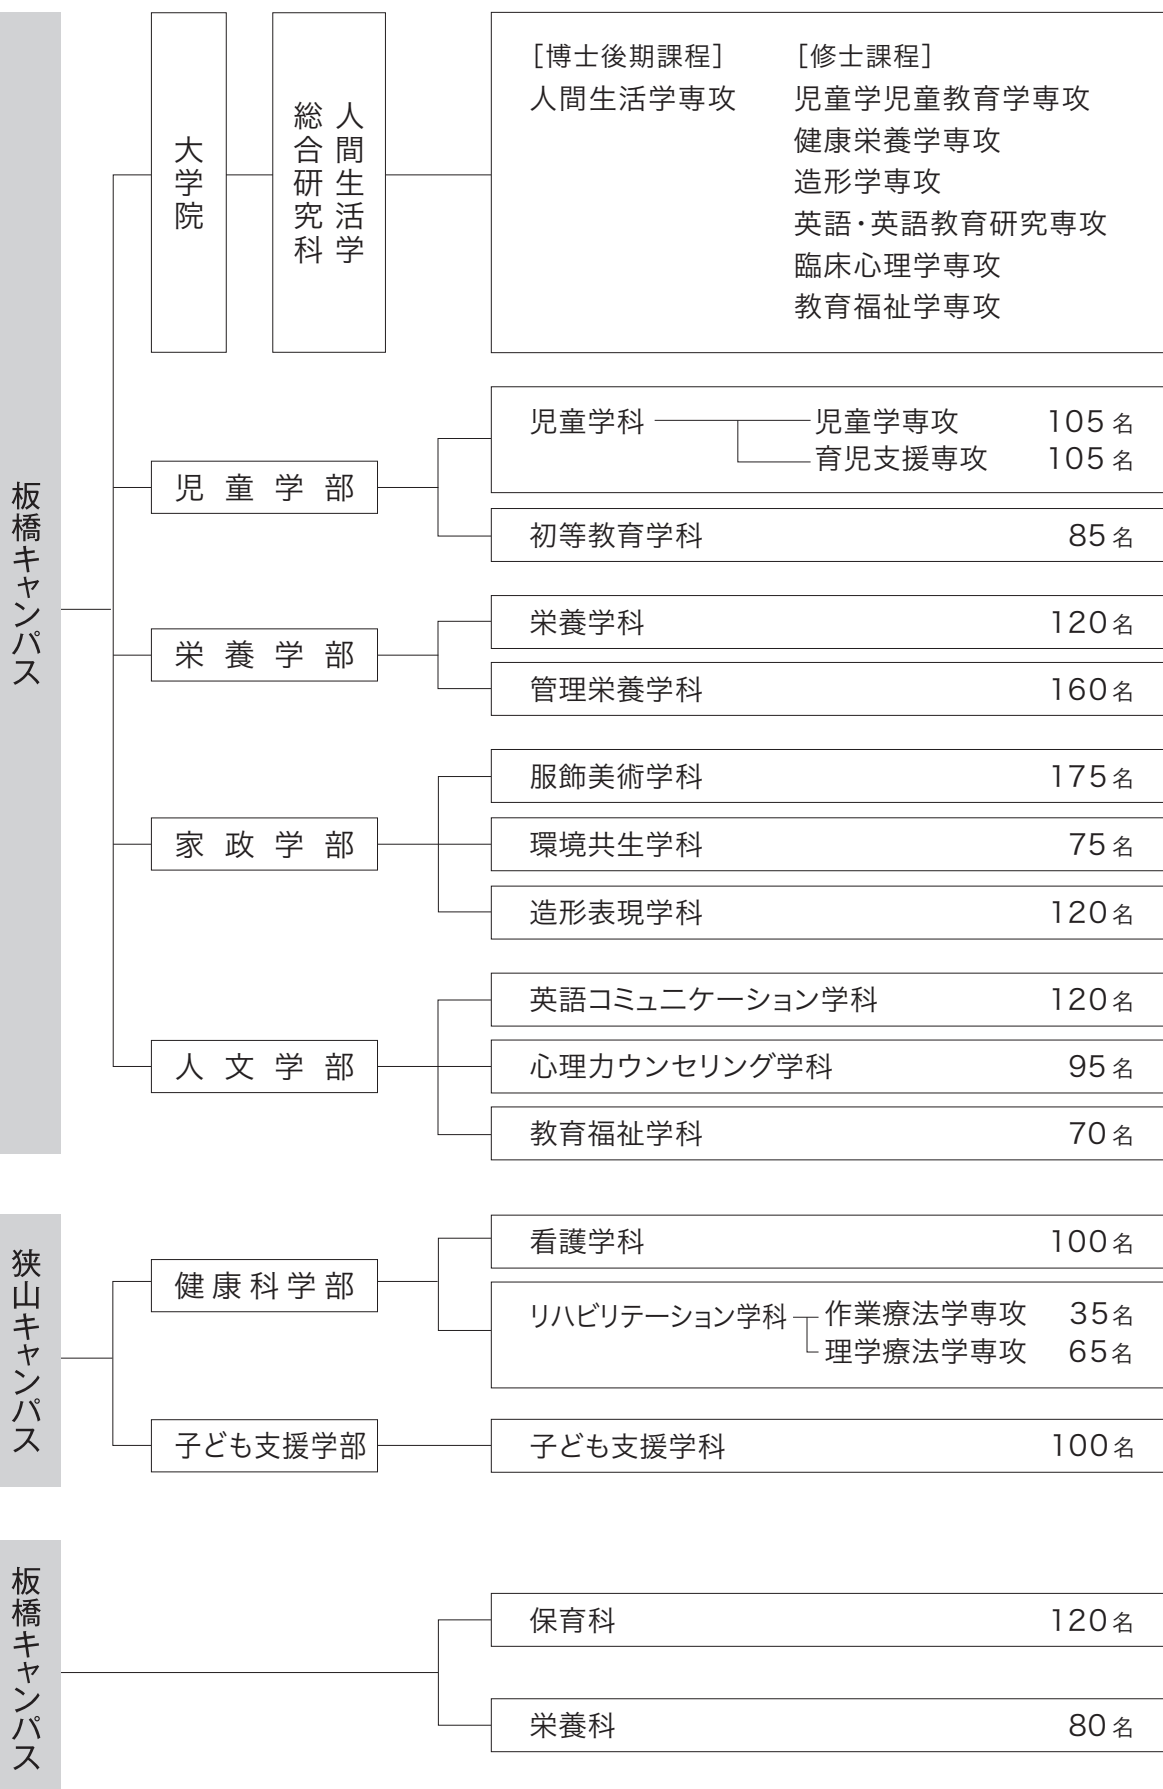 板橋キャンパス
大学院
人間生活学
総合研究科
［博士後期課程］
人間生活学専攻
［修士課程］
児童学児童教育学専攻
健康栄養学専攻
造形学専攻
英語・英語教育研究専攻
臨床心理学専攻
教育福祉学専攻
児童学部
児童学科 児童学専攻 105名
育児支援専攻 105名
初等教育学科 85名
栄養学部
栄養学科 120名
管理栄養学科 160名
家政学部
服飾美術学科 175名
環境共生学科 75名
造形表現学科 120名
人文学部
英語コミュニケーション学科 120名
心理カウンセリング学科 95名
教育福祉学科 70名
狭山キャンパス
健康科学部
看護学科 100名
リハビリテーション学科 作業療法学専攻 35名
理学療法学専攻 65名
子ども支援学部
子ども支援学科 100名
板橋キャンパス
保育科 120名
栄養科 80名